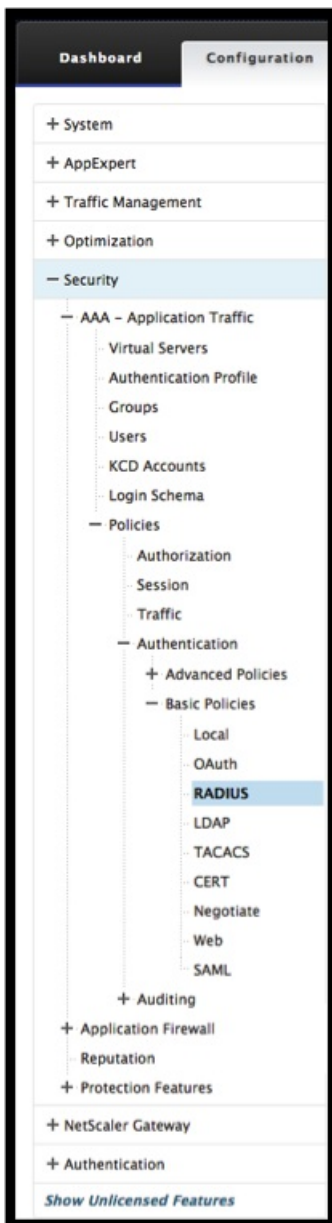 Dashboard Configuration
+ System
+ AppExpert
+ Traffic Management
+ Optimization
− Security
− AAA – Application Traffic
Virtual Servers
Authentication Profile
Groups
Users
KCD Accounts
Login Schema
− Policies
Authorization
Session
Traffic
− Authentication
+ Advanced Policies
− Basic Policies
Local
OAuth
RADIUS
LDAP
TACACS
CERT
Negotiate
Web
SAML
+ Auditing
+ Application Firewall
Reputation
+ Protection Features
+ NetScaler Gateway
+ Authentication
Show Unlicensed Features